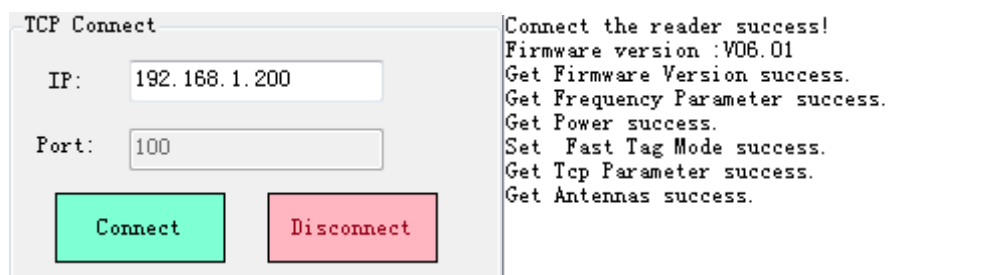 TCP Connect
IP: 192.168.1.200
Port: 100
Connect Disconnect
Connect the reader success!
Firmware version :V06.01
Get Firmware Version success.
Get Frequency Parameter success.
Get Power success.
Set  Fast Tag Mode success.
Get Tcp Parameter success.
Get Antennas success.